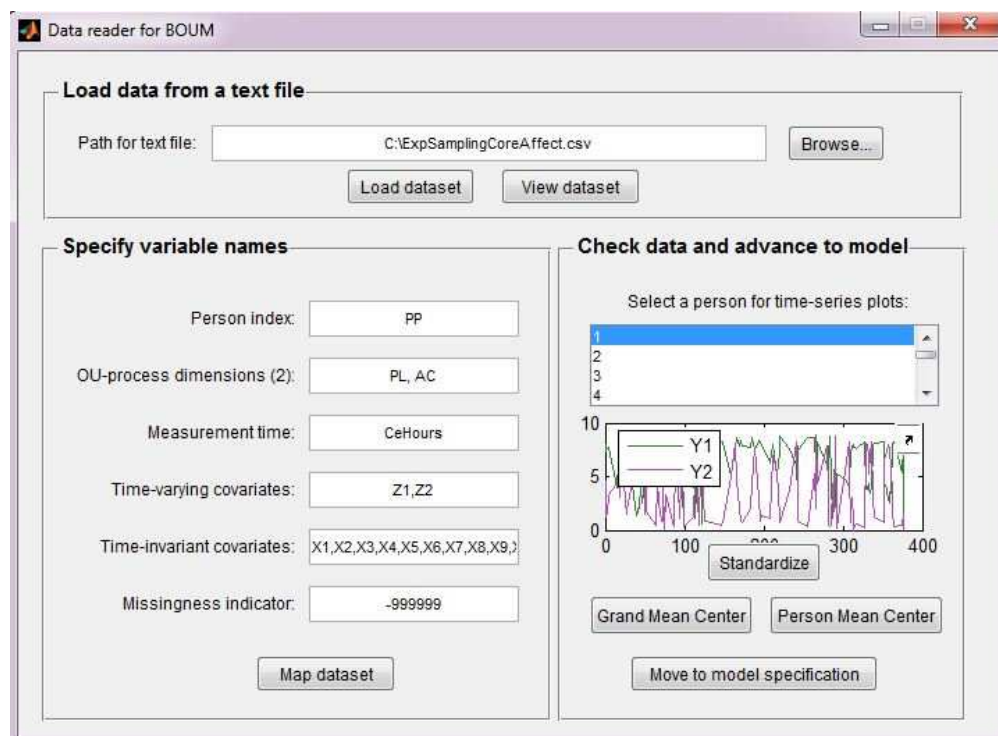 Data reader for BOUM
Load data from a text file
Path for text file: C:\ExpSamplingCoreAffect.csv Browse...
Load dataset View dataset
Specify variable names
Person index: PP
OU-process dimensions (2): PL, AC
Measurement time: CeHours
Time-varying covariates: Z1,Z2
Time-invariant covariates: X1,X2,X3,X4,X5,X6,X7,X8,X9,
Missingness indicator: -999999
Map dataset
Check data and advance to model
Select a person for time-series plots:
1
2
3
4
10
5
0
Y1
Y2
0 100 300 400
Standardize
Grand Mean Center Person Mean Center
Move to model specification